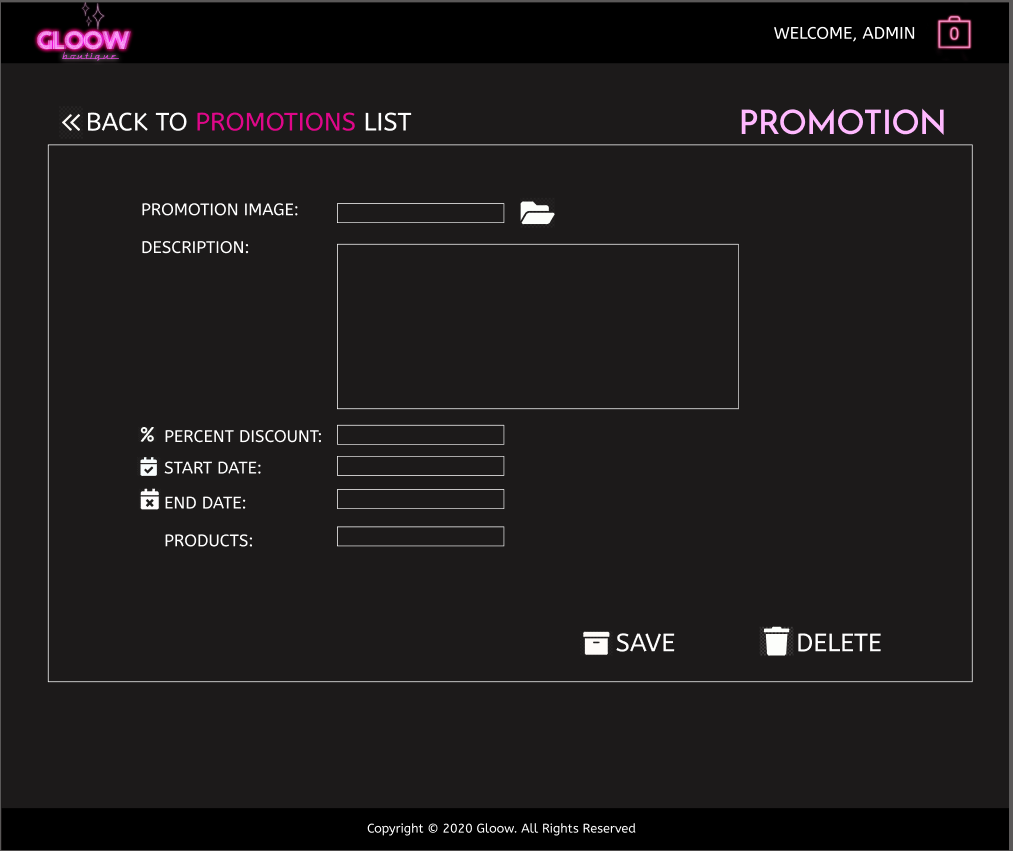 GLOOW
boutique
WELCOME, ADMIN
0
BACK TO PROMOTIONS LIST
PROMOTION
PROMOTION IMAGE:
DESCRIPTION:
% PERCENT DISCOUNT:
START DATE:
END DATE:
PRODUCTS:
SAVE
DELETE
Copyright © 2020 Gloow. All Rights Reserved